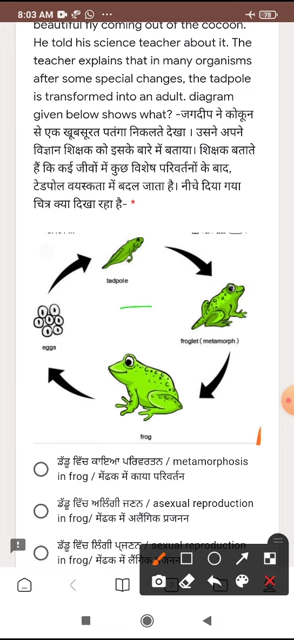 8:03 AM
78
beautiful fly coming out of the cocoon.
He told his science teacher about it. The
teacher explains that in many organisms
after some special changes, the tadpole
is transformed into an adult. diagram
given below shows what? -जगदीप ने कोकून
से एक खूबसूरत पतंगा निकलते देखा । उसने अपने
विज्ञान शिक्षक को इसके बारे में बताया। शिक्षक बताते
हैं कि कई जीवों में कुछ विशेष परिवर्तनों के बाद,
टेडपोल वयस्कता में बदल जाता है। नीचे दिया गया
चित्र क्या दिखा रहा है- *
tadpole
eggs
froglet ( metamorph )
frog
ਡੱਡੂ ਵਿੱਚ ਕਾਇਆ ਪਰਿਵਰਤਨ / metamorphosis
in frog / मेंढक में काया परिवर्तन
ਡੱਡੂ ਵਿੱਚ ਅਲਿੰਗੀ ਜਣਨ / asexual reproduction
in frog/ मेंढक में अलैंगिक प्रजनन
ਡੱਡੂ ਵਿੱਚ ਲਿੰਗੀ ਪ੍ਰਜਣਨ / sexual reproduction
in frog/ मेंढक में